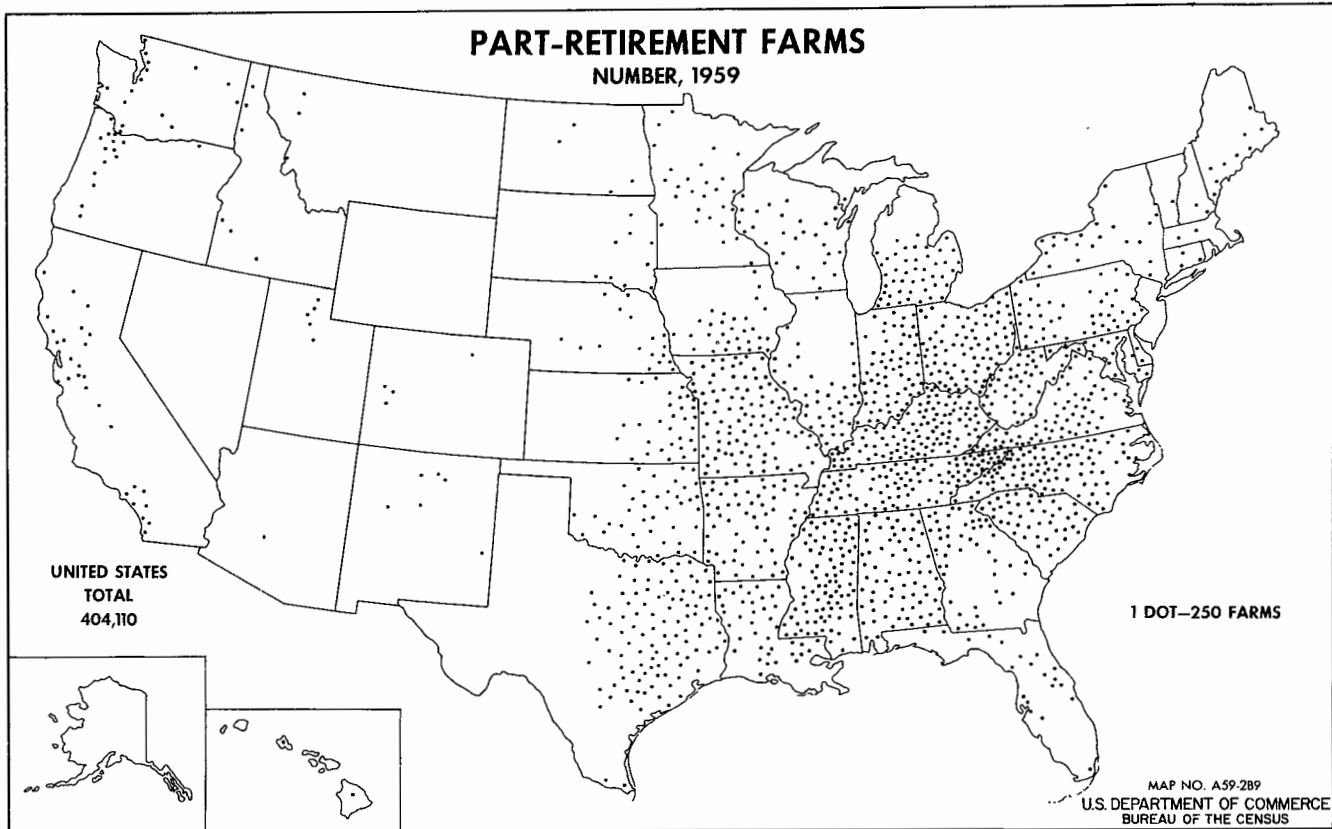 PART-RETIREMENT FARMS
NUMBER, 1959
UNITED STATES
TOTAL
404,110
1 DOT—250 FARMS
MAP NO. A59-2B9
U.S. DEPARTMENT OF COMMERCE
BUREAU OF THE CENSUS